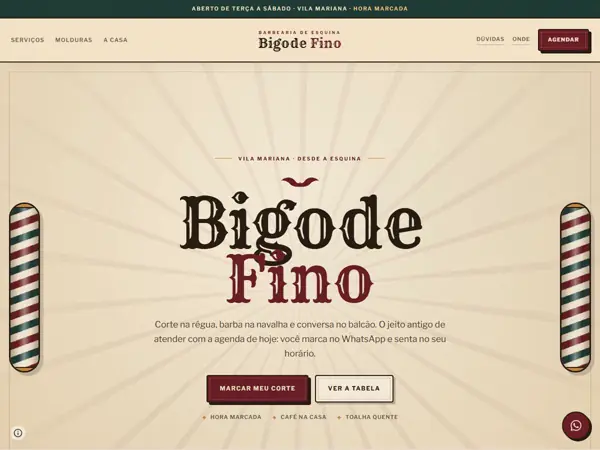 ABERTO DE TERÇA A SÁBADO · VILA MARIANA · HORA MARCADA
SERVIÇOS MOLDURAS A CASA
BARBEARIA DE ESQUINA
Bigode Fino
DÚVIDAS ONDE AGENDAR
VILA MARIANA · DESDE A ESQUINA
Bigode
Fino
Corte na régua, barba na navalha e conversa no balcão. O jeito antigo de
atender com a agenda de hoje: você marca no WhatsApp e senta no seu
horário.
MARCAR MEU CORTE VER A TABELA
HORA MARCADA CAFÉ NA CASA TOALHA QUENTE